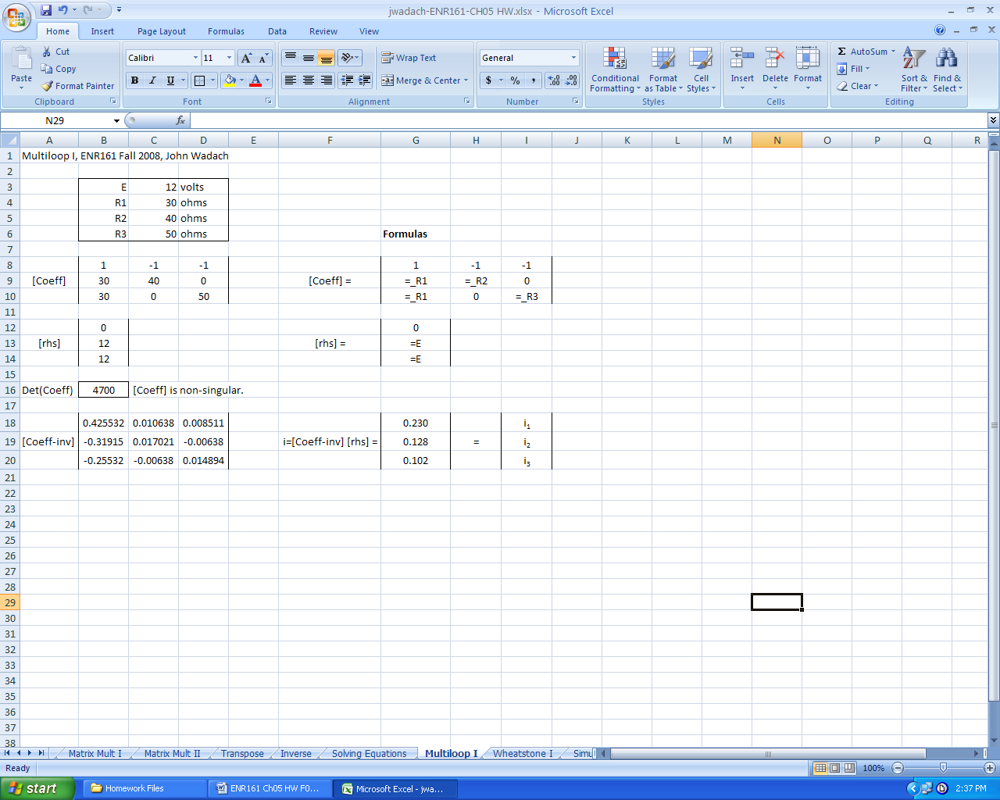 jwadach-ENR161-CH05 HW.xlsx - Microsoft Excel
Home Insert Page Layout Formulas Data Review View
Paste Cut Copy Format Painter Clipboard
Calibri 11 B I U Font
Wrap Text Merge & Center Alignment
General $ % , .00 Number
Conditional Formatting Format as Table Cell Styles Styles
Insert Delete Format Cells
Σ AutoSum Fill Clear Sort & Filter Find & Select Editing
N29 fx
A B C D E F G H I J K L M N O P Q R
1 Multiloop I, ENR161 Fall 2008, John Wadach
2
3 E 12 volts
4 R1 30 ohms
5 R2 40 ohms
6 R3 50 ohms Formulas
7
8 1 -1 -1 1 -1 -1
9 [Coeff] 30 40 0 [Coeff] = =_R1 =_R2 0
10 30 0 50 =_R1 0 =_R3
11
12 0 0
13 [rhs] 12 [rhs] = =E
14 12 =E
15
16 Det(Coeff) 4700 [Coeff] is non-singular.
17
18 0.425532 0.010638 0.008511 0.230 i1
19 [Coeff-inv] -0.31915 0.017021 -0.00638 i=[Coeff-inv] [rhs] = 0.128 = i2
20 -0.25532 -0.00638 0.014894 0.102 i3
21
22
23
24
25
26
27
28
29
30
31
32
33
34
35
36
37
38
Matrix Mult I Matrix Mult II Transpose Inverse Solving Equations Multiloop I Wheatstone I Simu
Ready 100%
start Homework Files ENR161 Ch05 HW F0... Microsoft Excel - jwa... 2:37 PM